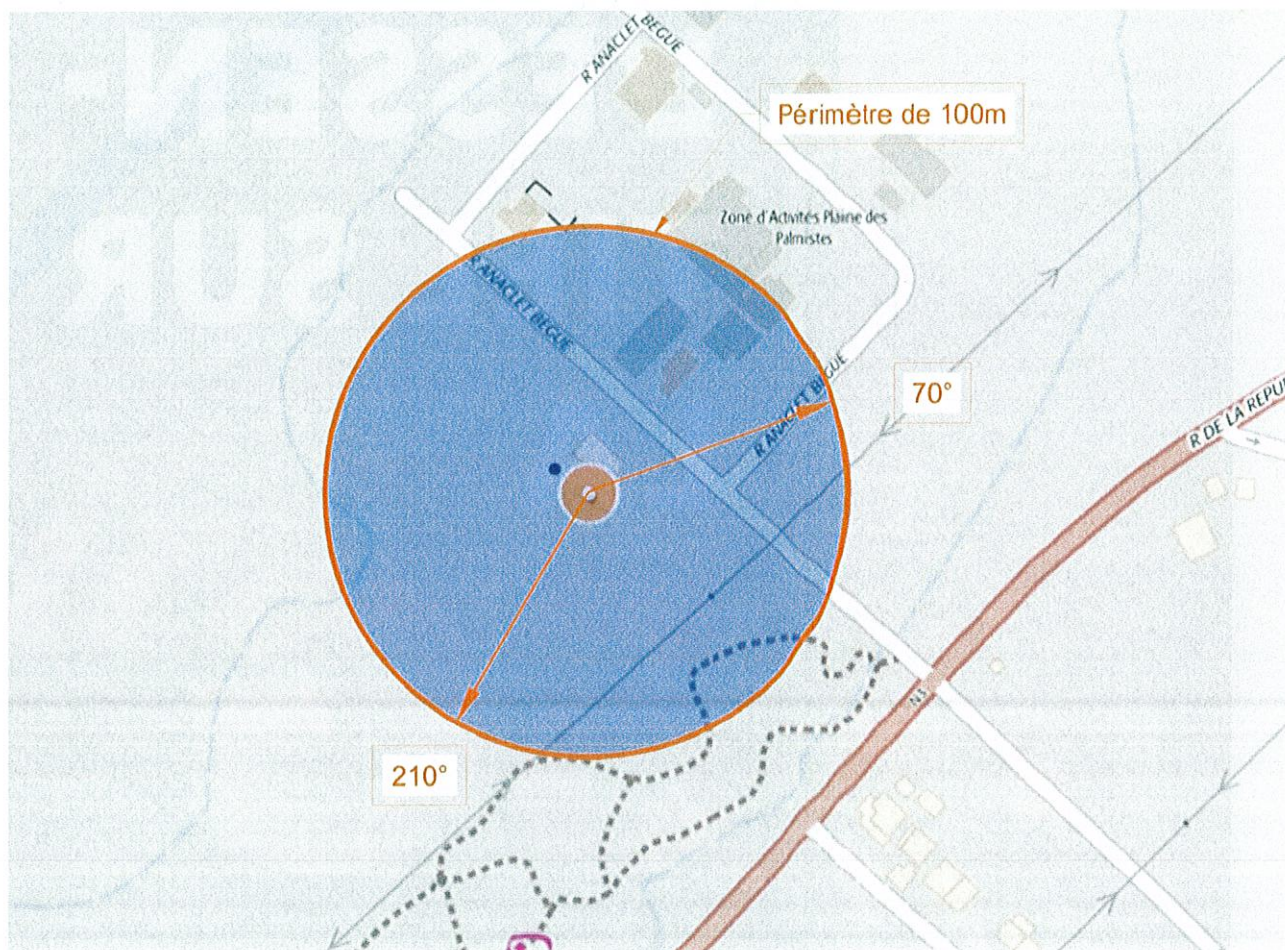 R ANACLET BEGUE
Périmètre de 100m
Zone d'Activités Plaine des
Palmistes
R ANACLET BEGUE
R ANACLET BEGUE
70°
R DE LA REPU
N3
210°